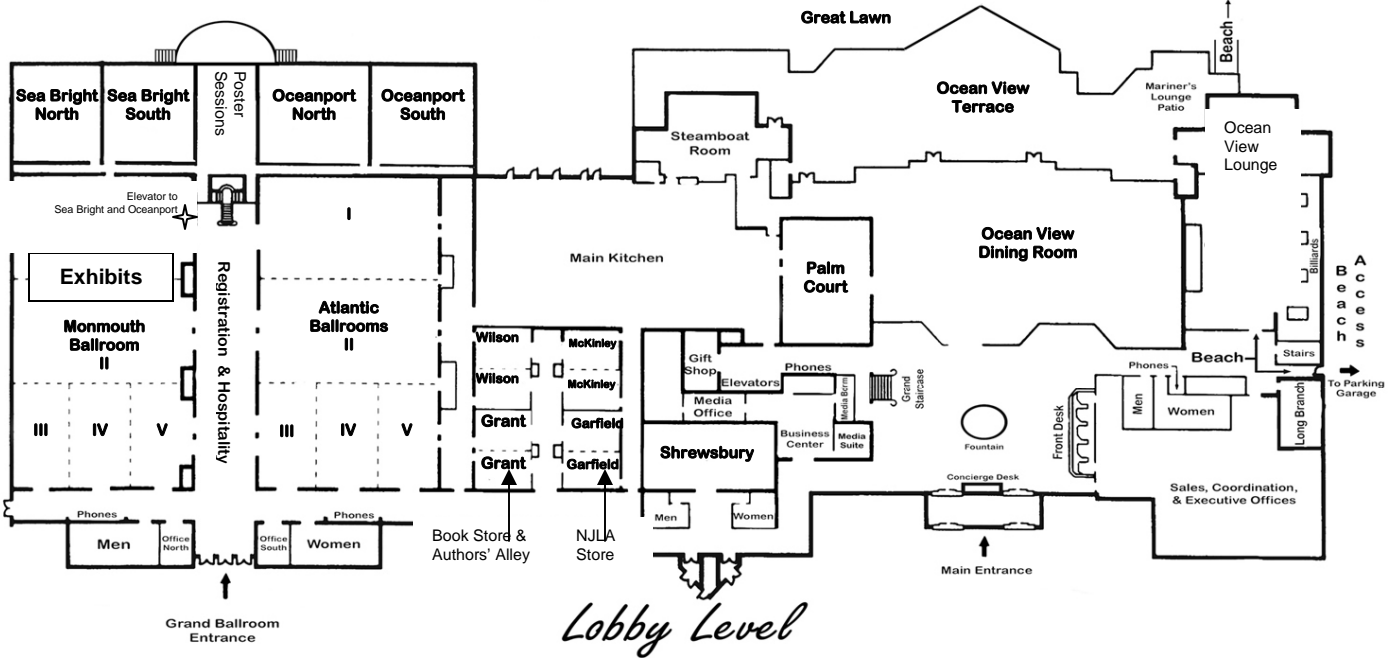 Great Lawn
Beach
Sea Bright
North
Sea Bright
South
Poster
Sessions
Oceanport
North
Oceanport
South
Ocean View
Terrace
Mariner's
Lounge
Patio
Steamboat
Room
Ocean
View
Lounge
Elevator to
Sea Bright and Oceanport
I
Exhibits
Registration & Hospitality
Main Kitchen
Palm
Court
Ocean View
Dining Room
Billiards
Beach
Access
Monmouth
Ballroom
II
Atlantic
Ballrooms
II
Wilson
McKinley
Wilson
McKinley
Grant
Garfield
Grant
Garfield
III
IV
V
III
IV
V
Gift
Shop
Elevators
Phones
Media
Office
Media Bcrm
Grand
Staircase
Business
Center
Media
Suite
Shrewsbury
Fountain
Front Desk
Concierge Desk
Beach
Stairs
Phones
Men
Women
Long Branch
To Parking
Garage
Sales, Coordination,
& Executive Offices
Phones
Men
Office
North
Office
South
Phones
Women
Book Store &
Authors' Alley
NJLA
Store
Men
Women
Main Entrance
Grand Ballroom
Entrance
Lobby Level